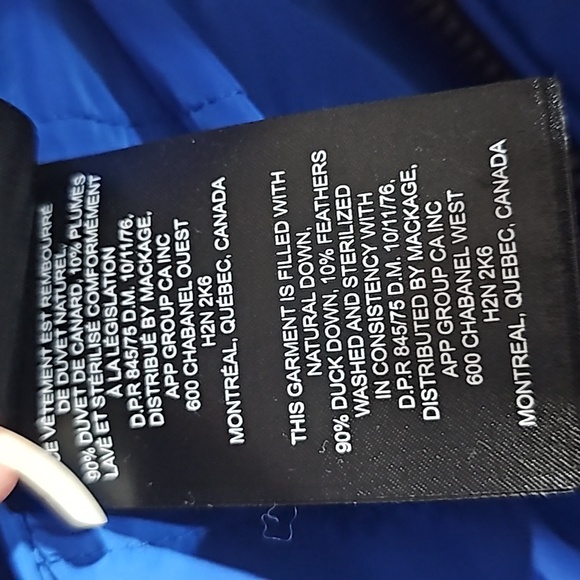 CE VÊTEMENT EST REMBOURRÉ
DE DUVET NATUREL,
90% DUVET DE CANARD, 10% PLUMES
LAVÉ ET STÉRILISÉ CONFORMÉMENT
À LA LÉGISLATION
D.P.R 845/75 D.M. 10/11/76,
DISTRIBUÉ BY MACKAGE,
APP GROUP CA INC
600 CHABANEL OUEST
H2N 2K6
MONTRÉAL, QUÉBEC, CANADA
THIS GARMENT IS FILLED WITH
NATURAL DOWN,
90% DUCK DOWN, 10% FEATHERS
WASHED AND STERILIZED
IN CONSISTENCY WITH
D.P.R 845/75 D.M. 10/11/76,
DISTRIBUTED BY MACKAGE,
APP GROUP CA INC
600 CHABANEL WEST
H2N 2K6
MONTREAL, QUEBEC, CANADA